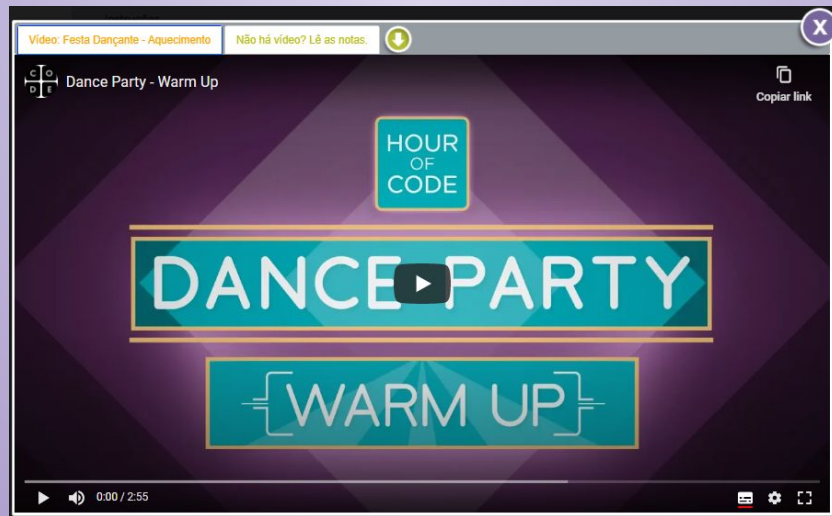 Vídeo: Festa Dançante - Aquecimento
Não há vídeo? Lê as notas.
X
CODE
Dance Party - Warm Up
Copiar link
HOUR
OF
CODE
DANCE PARTY
WARM UP
0:00 / 2:55